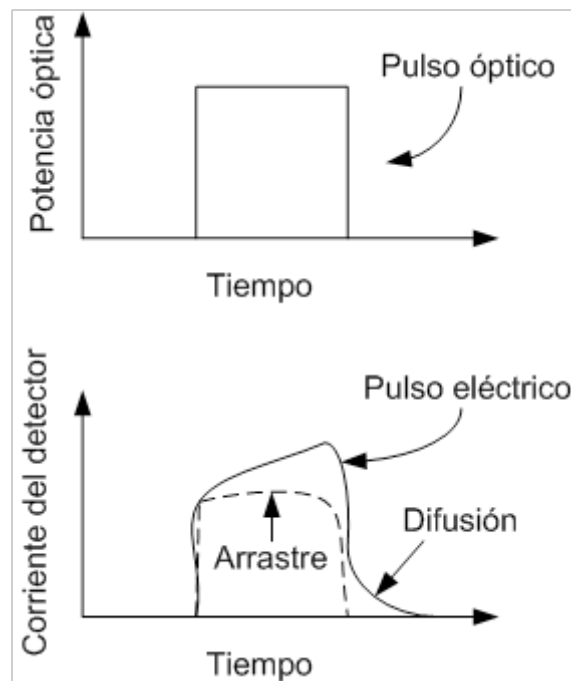 Potencia óptica
Pulso óptico
Tiempo
Corriente del detector
Pulso eléctrico
Arrastre
Difusión
Tiempo